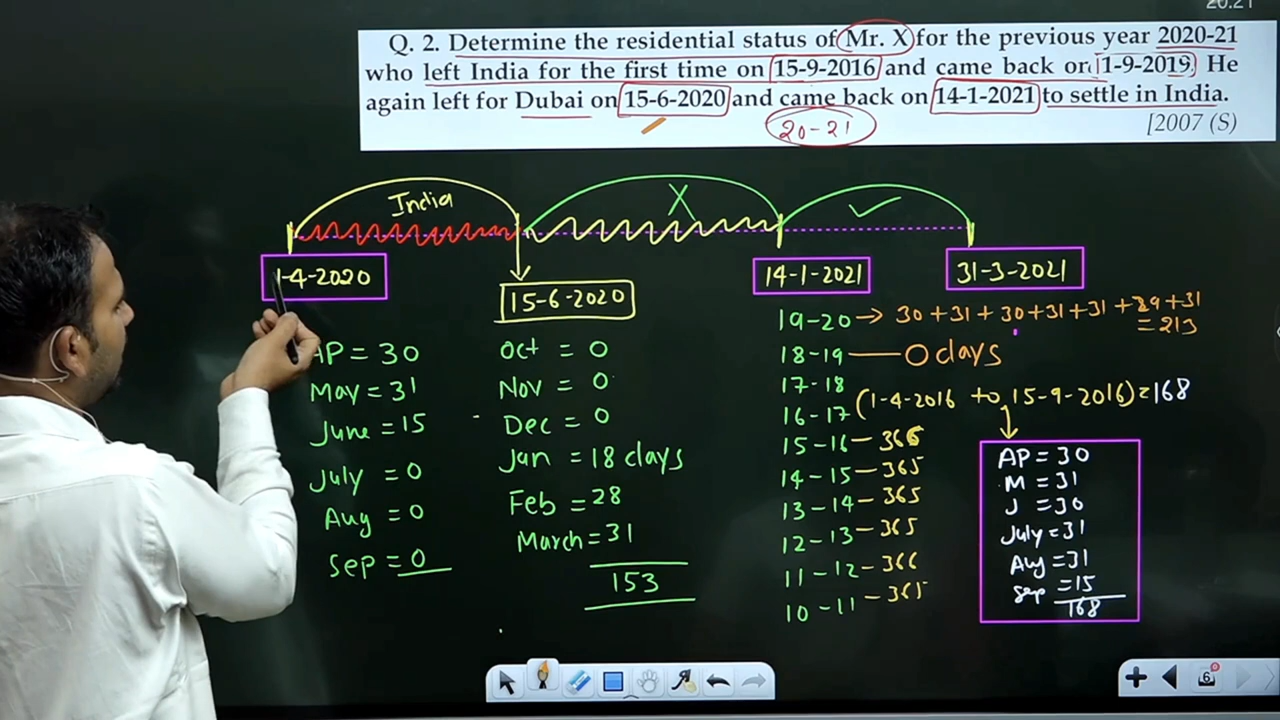 20.21
Q. 2. Determine the residential status of Mr. X for the previous year 2020-21
who left India for the first time on 15-9-2016 and came back on 1-9-2019. He
again left for Dubai on 15-6-2020 and came back on 14-1-2021 to settle in India.
20-21
[2007 (S)
India X
1-4-2020
15-6-2020
14-1-2021
31-3-2021
AP = 30
May = 31
June = 15
July = 0
Aug = 0
Sep = 0
Oct = 0
Nov = 0
Dec = 0
Jan = 18 days
Feb = 28
March = 31
153
19-20 → 30 + 31 + 30 + 31 + 31 + 29 + 31
= 213
18-19 — 0 days
17-18
16-17 (1-4-2016 to 15-9-2016) = 168
15-16 - 366
14-15 - 365
13-14 - 365
12-13 - 365
11-12 - 366
10-11 - 365
AP = 30
M = 31
J = 30
July = 31
Aug = 31
Sep = 15
168
6